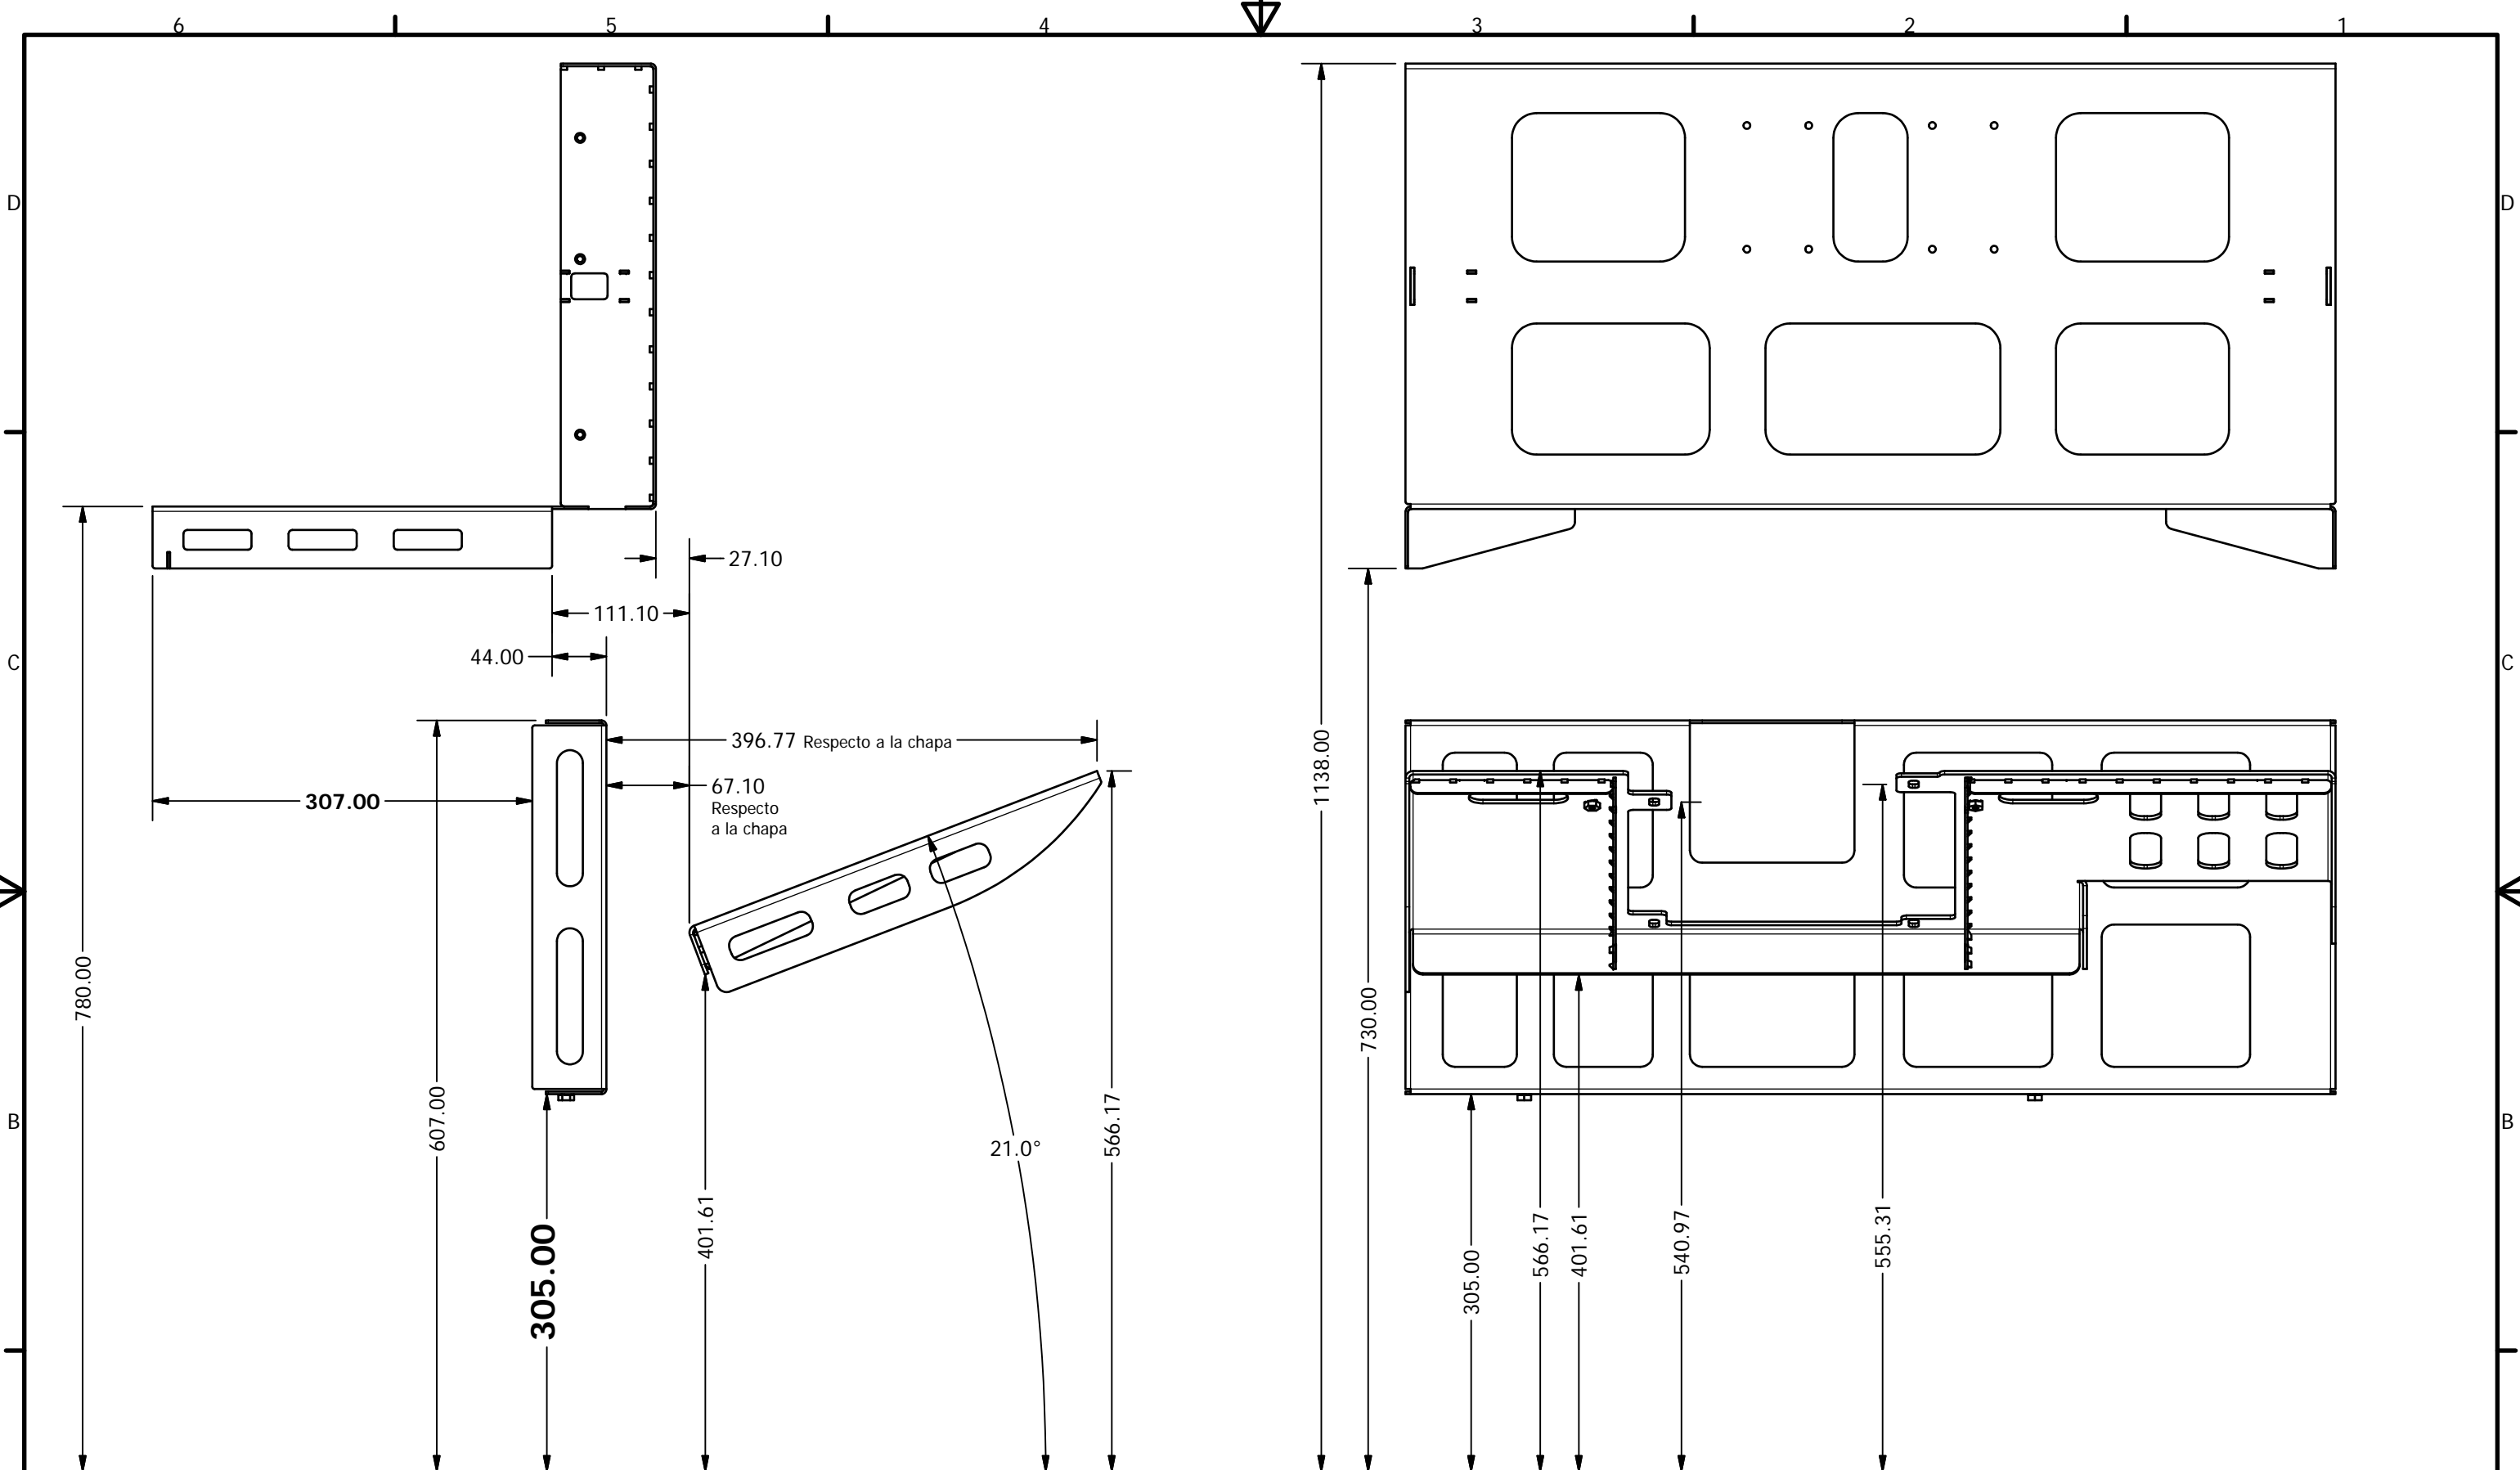 6 5 4 3 2 1
D D
27.10
111.10
C 44.00 C
396.77 Respecto a la chapa
67.10
Respecto
a la chapa
307.00
1138.00
780.00
730.00
607.00
566.17
B 21.0° B
401.61
305.00
305.00
566.17
401.61
540.97
555.31